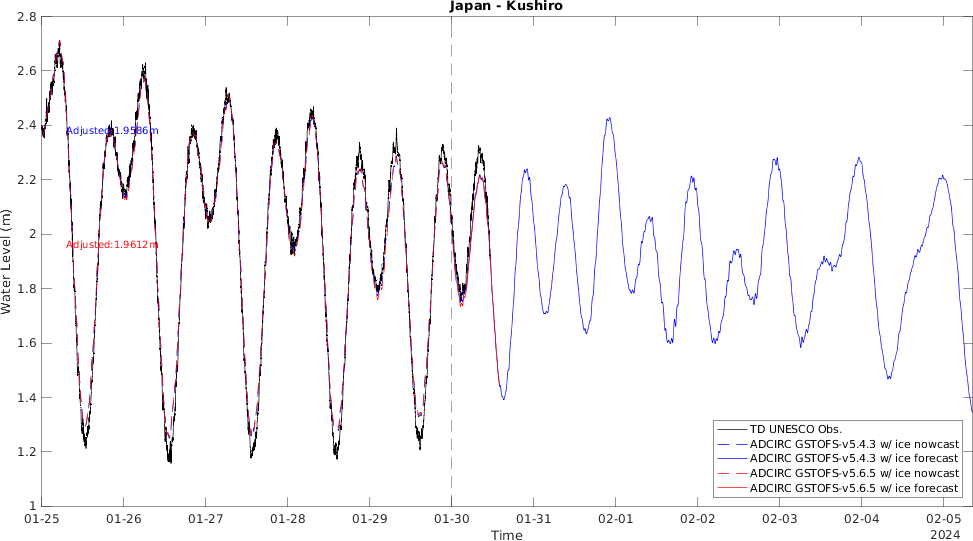 Japan - Kushiro
Water Level (m)
2.8
2.6
2.4
2.2
2
1.8
1.6
1.4
1.2
1
Adjusted:1.9586m
Adjusted:1.9612m
TD UNESCO Obs.
ADCIRC GSTOFS-v5.4.3 w/ ice nowcast
ADCIRC GSTOFS-v5.4.3 w/ ice forecast
ADCIRC GSTOFS-v5.6.5 w/ ice nowcast
ADCIRC GSTOFS-v5.6.5 w/ ice forecast
01-25 01-26 01-27 01-28 01-29 01-30 01-31 02-01 02-02 02-03 02-04 02-05
Time 2024